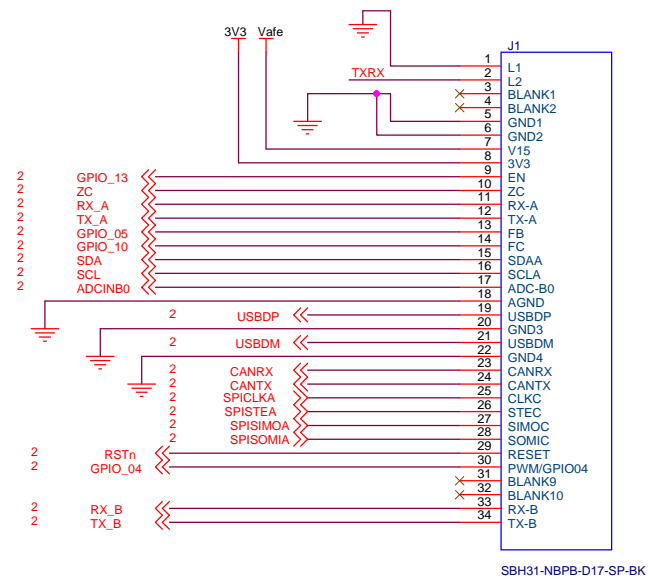 J1
3V3 Vafe
1 L1
TXRX 2 L2
3 BLANK1
4 BLANK2
5 GND1
6 GND2
7 V15
8 3V3
2 GPIO_13 9 EN
2 ZC 10 ZC
2 RX_A 11 RX-A
2 TX_A 12 TX-A
2 GPIO_05 13 FB
2 GPIO_10 14 FC
2 SDA 15 SDAA
2 SCL 16 SCLA
2 ADCINB0 17 ADC-B0
18 AGND
2 USBDP 19 USBDP
20 GND3
2 USBDM 21 USBDM
22 GND4
2 CANRX 23 CANRX
2 CANTX 24 CANTX
2 SPICLKA 25 CLKC
2 SPISTEA 26 STEC
2 SPISIMOA 27 SIMOC
2 SPISOMIA 28 SOMIC
2 RSTn 29 RESET
2 GPIO_04 30 PWM/GPIO04
31 BLANK9
32 BLANK10
2 RX_B 33 RX-B
2 TX_B 34 TX-B
SBH31-NBPB-D17-SP-BK